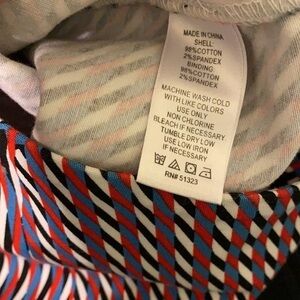 MADE IN CHINA
SHELL:
98%COTTON
2%SPANDEX
BINDING
98%COTTON
2%SPANDEX
MACHINE WASH COLD
WITH LIKE COLORS
USE ONLY
NON CHLORINE
BLEACH IF NECESSARY
TUMBLE DRY LOW
USE LOW IRON
IF NECESSARY
RN# 51323